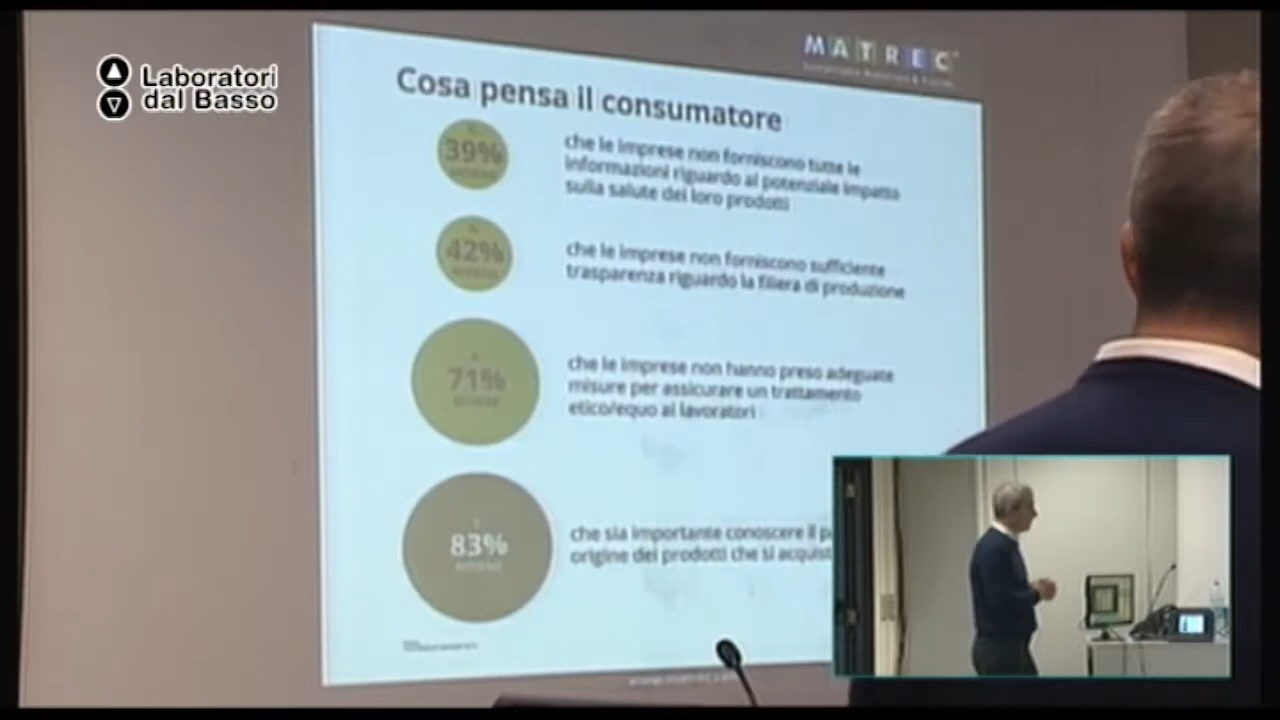 Laboratori
dal Basso
MATREC
Cosa pensa il consumatore
39%
che le imprese non forniscono tutte le
informazioni riguardo al potenziale impatto
sulla salute dei loro prodotti
42%
che le imprese non forniscono sufficiente
trasparenza riguardo la filiera di produzione
71%
che le imprese non hanno preso adeguate
misure per assicurare un trattamento
etico/equo ai lavoratori
83%
che sia importante conoscere il
origine dei prodotti che si